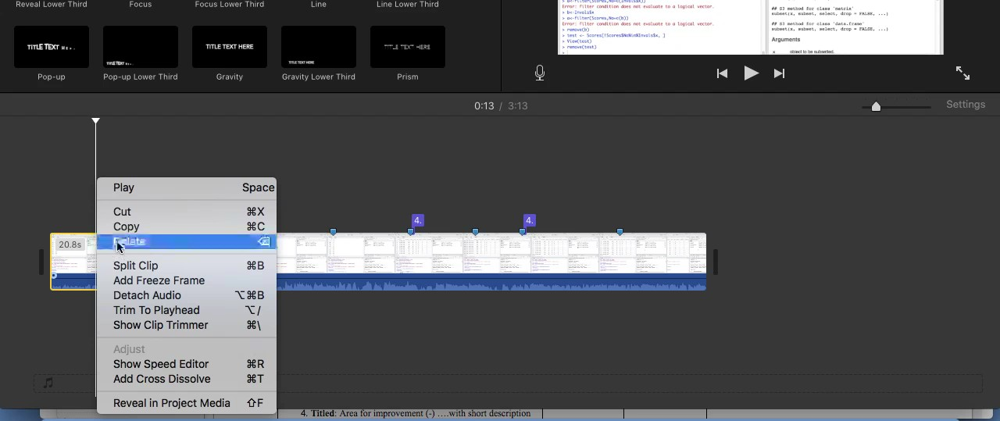 Reveal Lower Third
Focus
Focus Lower Third
Line
Line Lower Third
TITLE TEXT HERE
TITLE TEXT HERE
TITLE TEXT HERE
TITLE TEXT HERE
TITLE TEXT HERE
Pop-up
Pop-up Lower Third
Gravity
Gravity Lower Third
Prism
Error: filter condition does not evaluate to a logical vector.
> b<-Invals$x
> a<-filter(Scores,No=c(b))
Error: filter condition does not evaluate to a logical vector.
> remove(b)
> test <- Scores[!Scores$No%in%Invals$x, ]
> View(test)
> remove(test)
## S3 method for class 'matrix'
subset(x, subset, select, drop = FALSE, ...)
## S3 method for class 'data.frame'
subset(x, subset, select, drop = FALSE, ...)
Arguments
x object to be subsetted.
0:13 / 3:13
Settings
20.8s
4.
4.
Play Space
Cut ⌘X
Copy ⌘C
Delete ⌫
Split Clip ⌘B
Add Freeze Frame
Detach Audio ⌥⌘B
Trim To Playhead ⌥/
Show Clip Trimmer ⌘\
Adjust
Show Speed Editor ⌘R
Add Cross Dissolve ⌘T
Reveal in Project Media ⇧F
4. Titled: Area for improvement (-) ....with short description